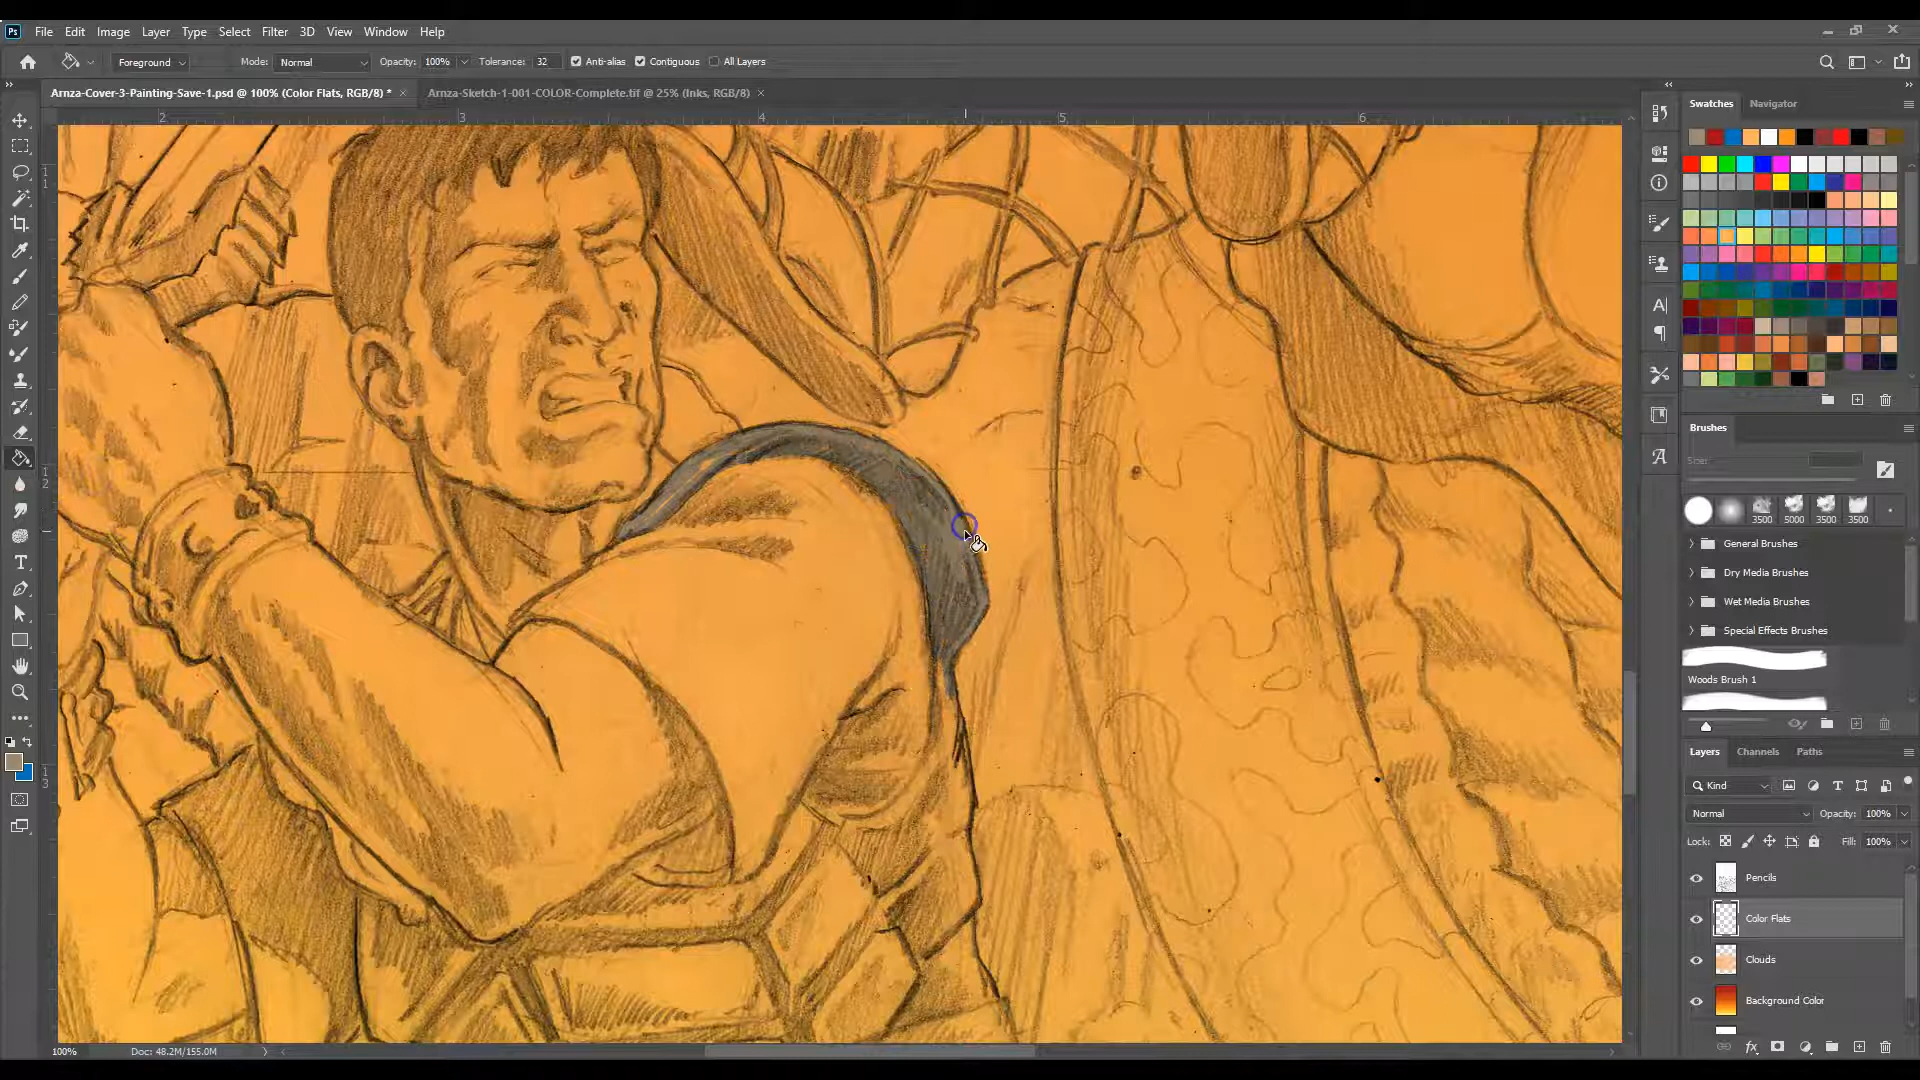 Ps File Edit Image Layer Type Select Filter 3D View Window Help
Foreground Mode: Normal Opacity: 100% Tolerance: 32 Anti-alias Contiguous All Layers
Arnza-Cover-3-Painting-Save-1.psd @ 100% (Color Flats, RGB/8) * Arnza-Sketch-1-001-COLOR-Complete.tif @ 25% (Inks, RGB/8)
2 3 4 5 6
Swatches Navigator
Brushes
Size:
3500 5000 3500 3500
General Brushes
Dry Media Brushes
Wet Media Brushes
Special Effects Brushes
Woods Brush 1
Layers Channels Paths
Kind
Normal Opacity: 100%
Lock: Fill: 100%
Pencils
Color Flats
Clouds
Background Color
100% Doc: 48.2M/155.0M